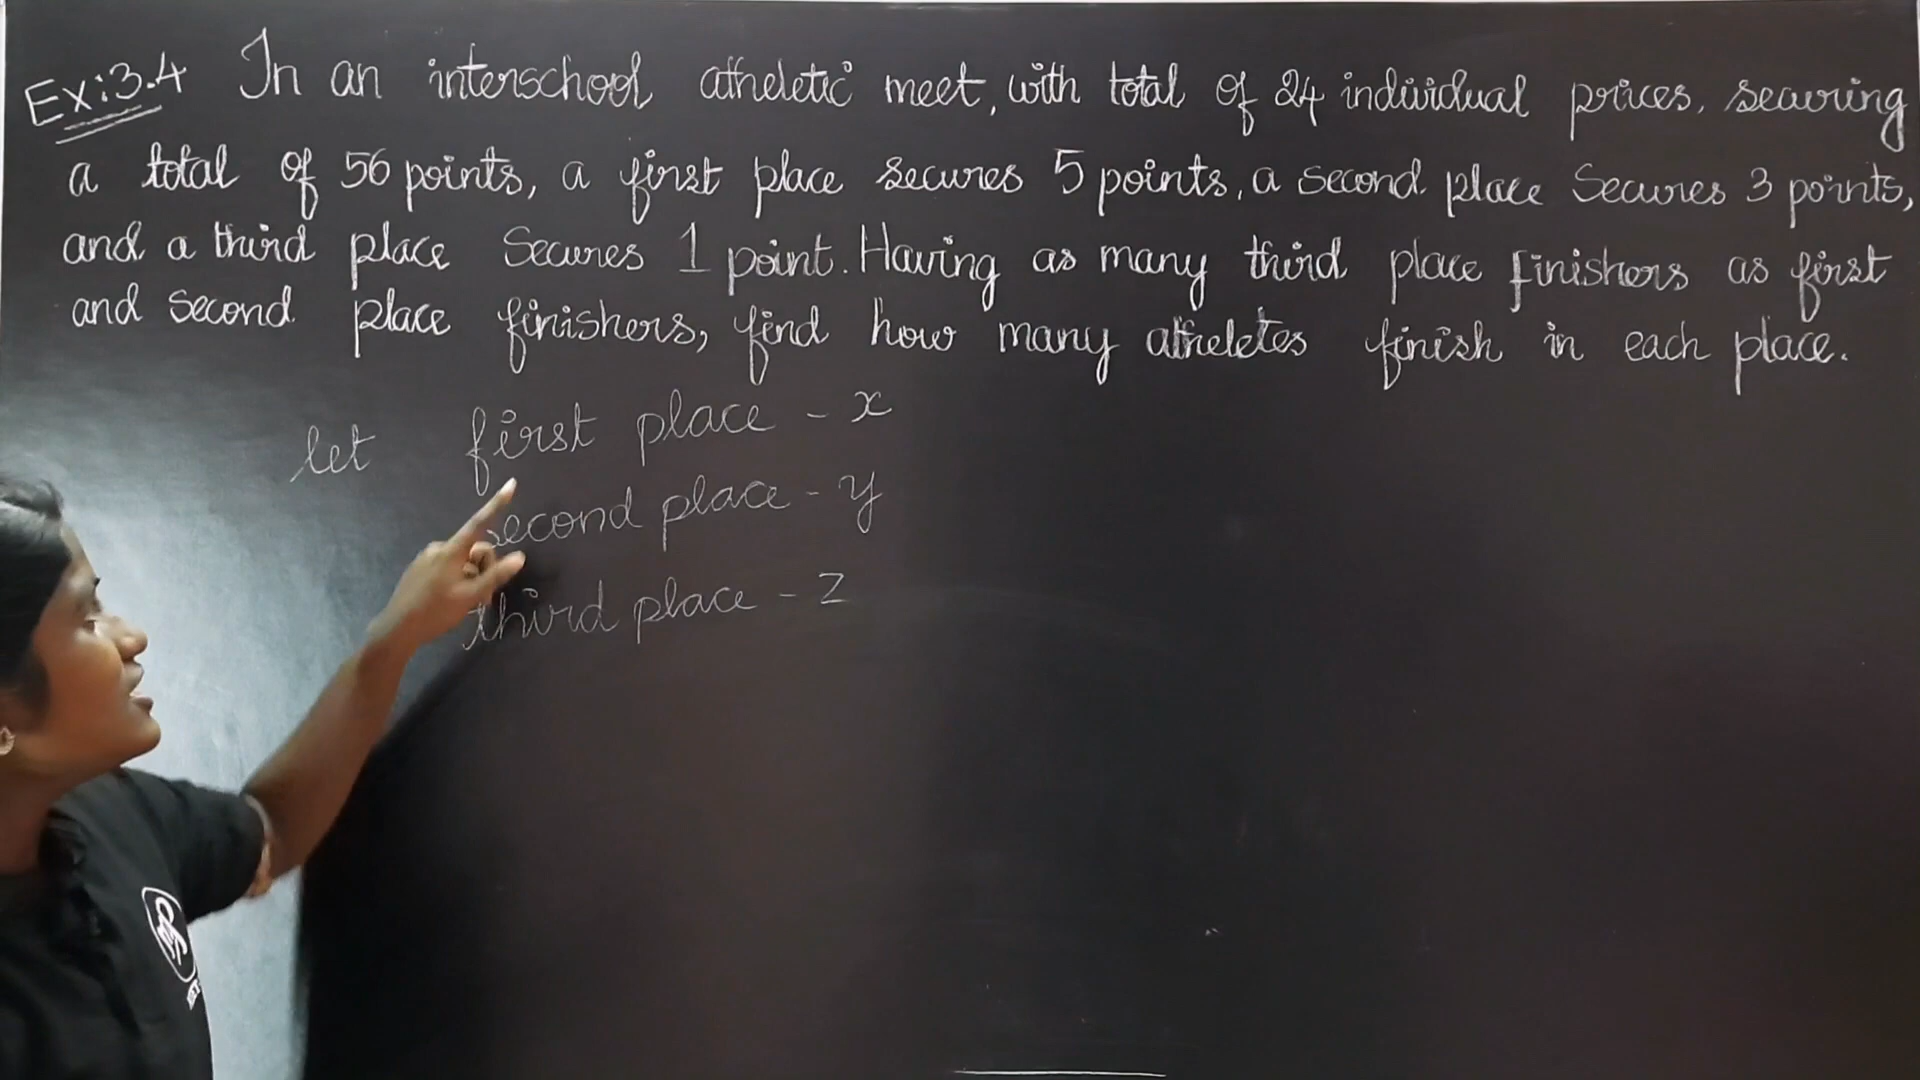 Ex:3.4 In an interschool atheletic meet, with total of 24 individual prices, securing
a total of 56 points, a first place secures 5 points, a second place Secures 3 points,
and a third place Secures 1 point. Having as many third place finishers as first
and second place finishers, find how many atheletes finish in each place.
let first place - x
second place - y
third place - z